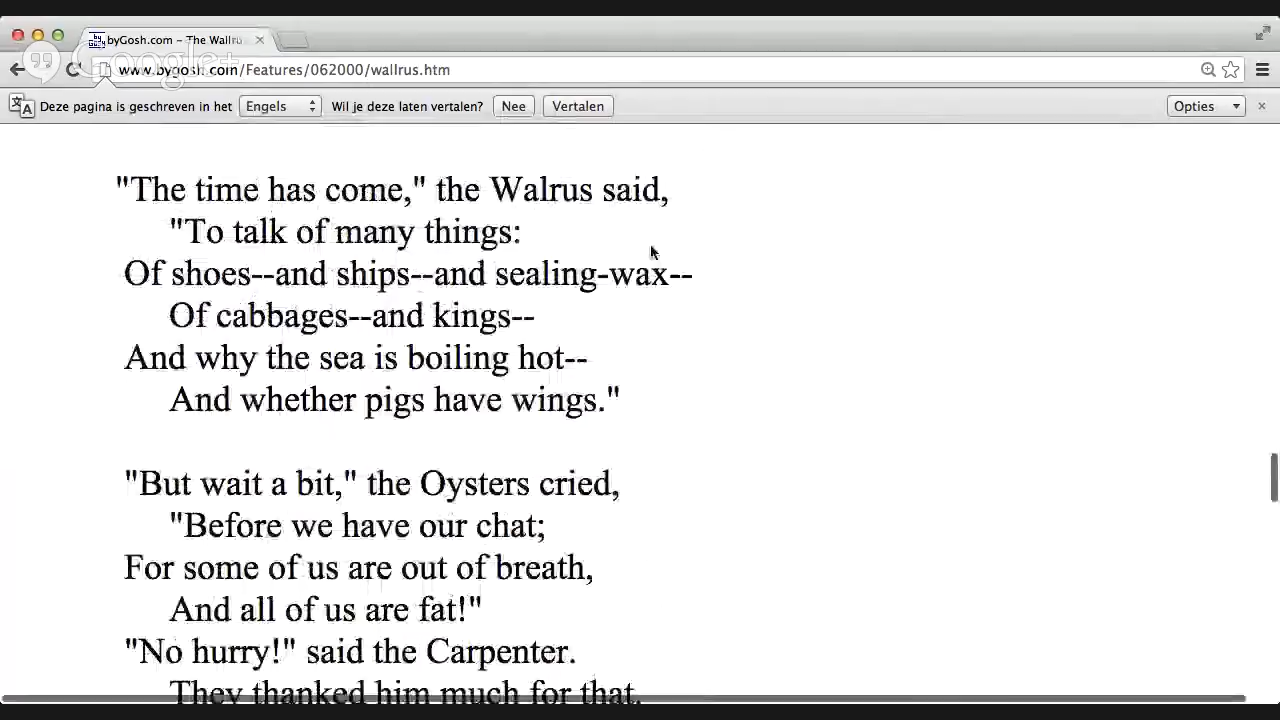 byGosh.com – The Wallru
Google+
www.bygosh.com/Features/062000/wallrus.htm
Deze pagina is geschreven in het Engels Wil je deze laten vertalen? Nee Vertalen Opties
"The time has come," the Walrus said,
"To talk of many things:
Of shoes--and ships--and sealing-wax--
Of cabbages--and kings--
And why the sea is boiling hot--
And whether pigs have wings."
"But wait a bit," the Oysters cried,
"Before we have our chat;
For some of us are out of breath,
And all of us are fat!"
"No hurry!" said the Carpenter.
They thanked him much for that.